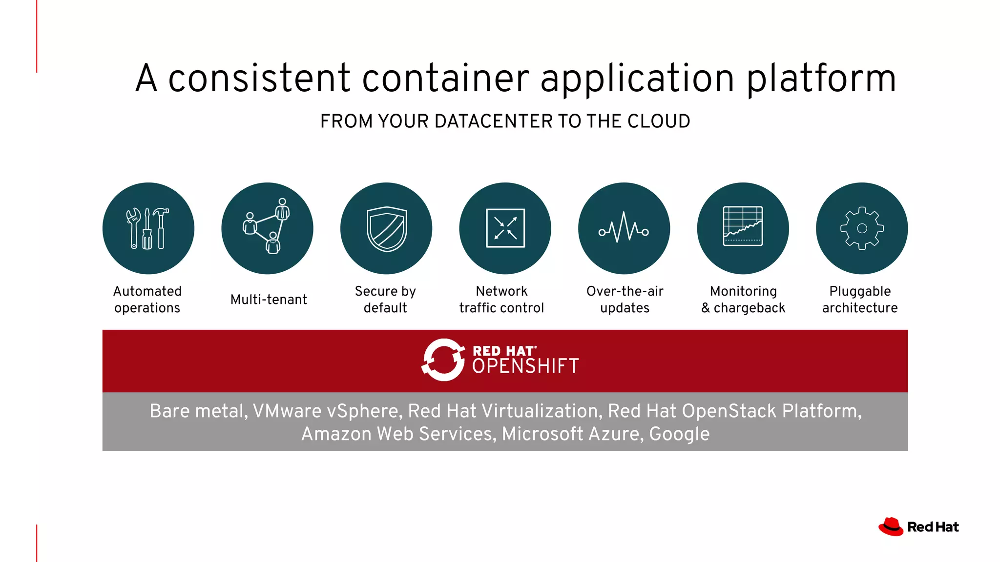 A consistent container application platform
FROM YOUR DATACENTER TO THE CLOUD
Automated
operations
Multi-tenant
Secure by
default
Network
traffic control
Over-the-air
updates
Monitoring
& chargeback
Pluggable
architecture
RED HAT®
OPENSHIFT
Bare metal, VMware vSphere, Red Hat Virtualization, Red Hat OpenStack Platform,
Amazon Web Services, Microsoft Azure, Google
Red Hat